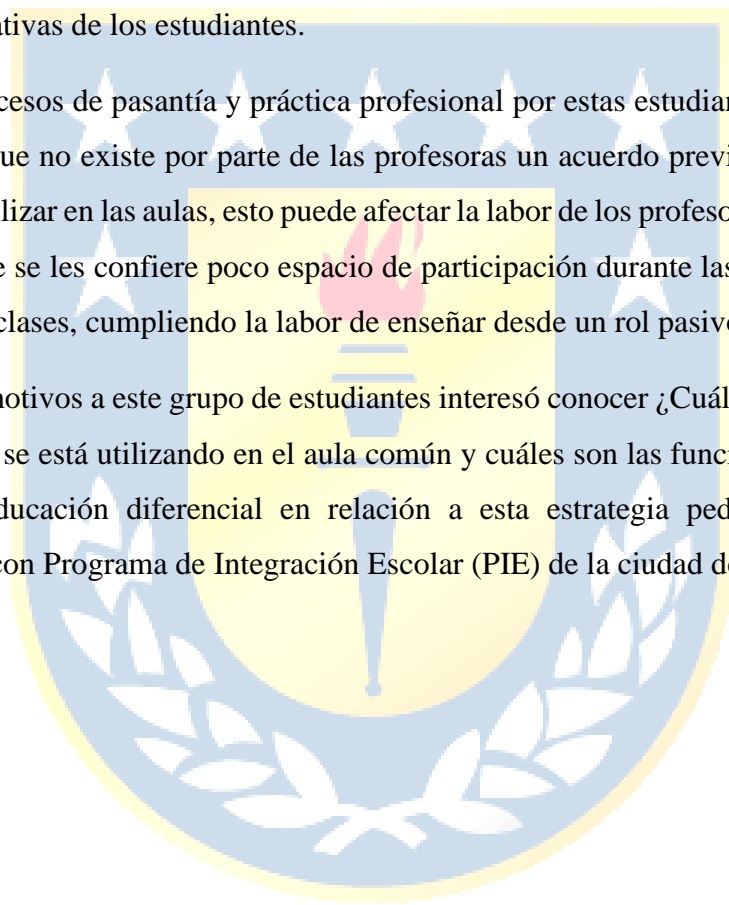 ativas de los estudiantes.
cesos de pasantía y práctica profesional por estas estudian
ue no existe por parte de las profesoras un acuerdo previ
lizar en las aulas, esto puede afectar la labor de los profeso
e se les confiere poco espacio de participación durante las
clases, cumpliendo la labor de enseñar desde un rol pasivo
notivos a este grupo de estudiantes interesó conocer ¿Cuál
se está utilizando en el aula común y cuáles son las funci
ducación diferencial en relación a esta estrategia ped
con Programa de Integración Escolar (PIE) de la ciudad de